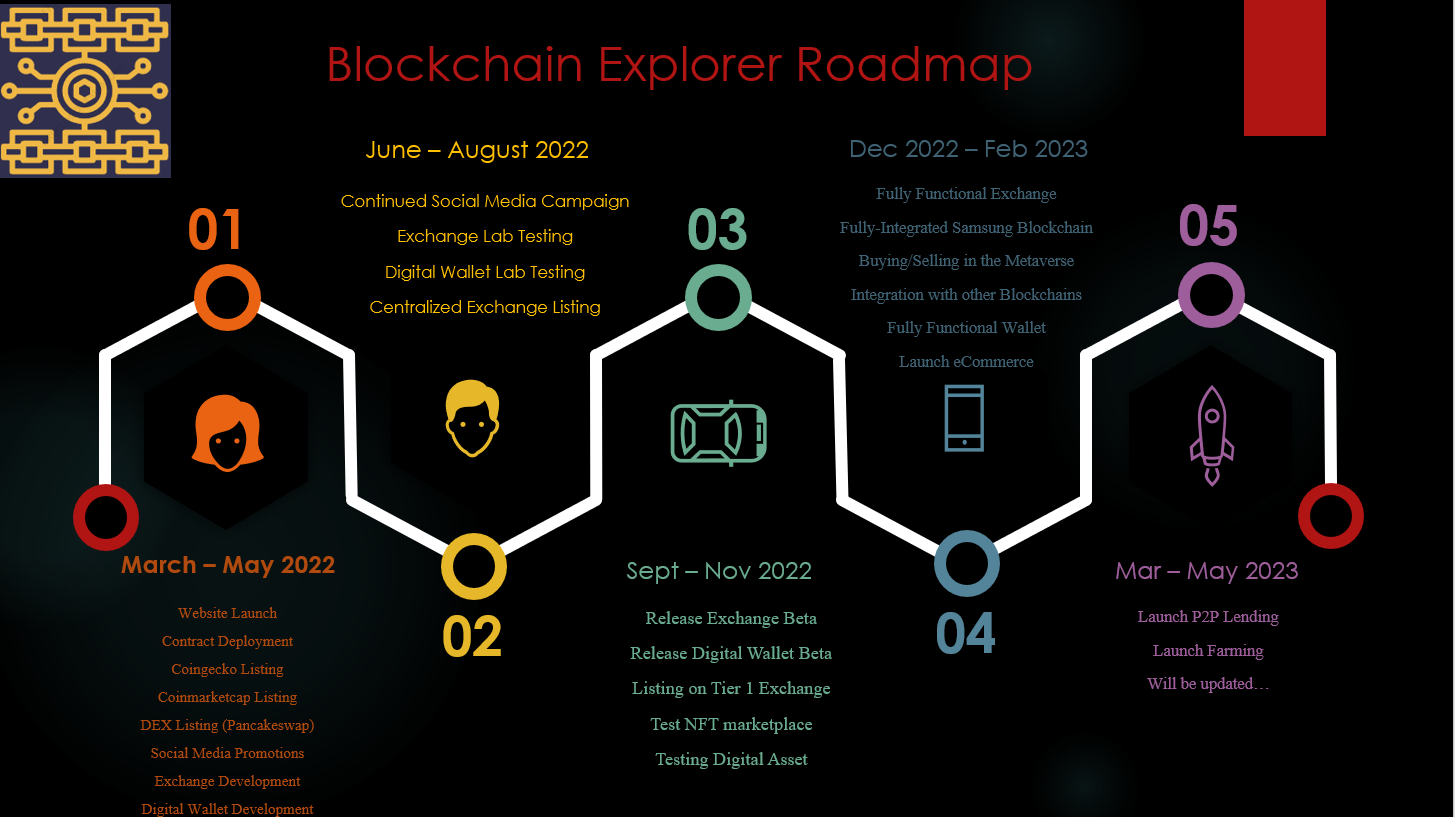 Blockchain Explorer Roadmap
01
March – May 2022
Website Launch
Contract Deployment
Coingecko Listing
Coinmarketcap Listing
DEX Listing (Pancakeswap)
Social Media Promotions
Exchange Development
Digital Wallet Development
June – August 2022
Continued Social Media Campaign
Exchange Lab Testing
Digital Wallet Lab Testing
Centralized Exchange Listing
02
03
Sept – Nov 2022
Release Exchange Beta
Release Digital Wallet Beta
Listing on Tier 1 Exchange
Test NFT marketplace
Testing Digital Asset
Dec 2022 – Feb 2023
Fully Functional Exchange
Fully-Integrated Samsung Blockchain
Buying/Selling in the Metaverse
Integration with other Blockchains
Fully Functional Wallet
Launch eCommerce
04
05
Mar – May 2023
Launch P2P Lending
Launch Farming
Will be updated…